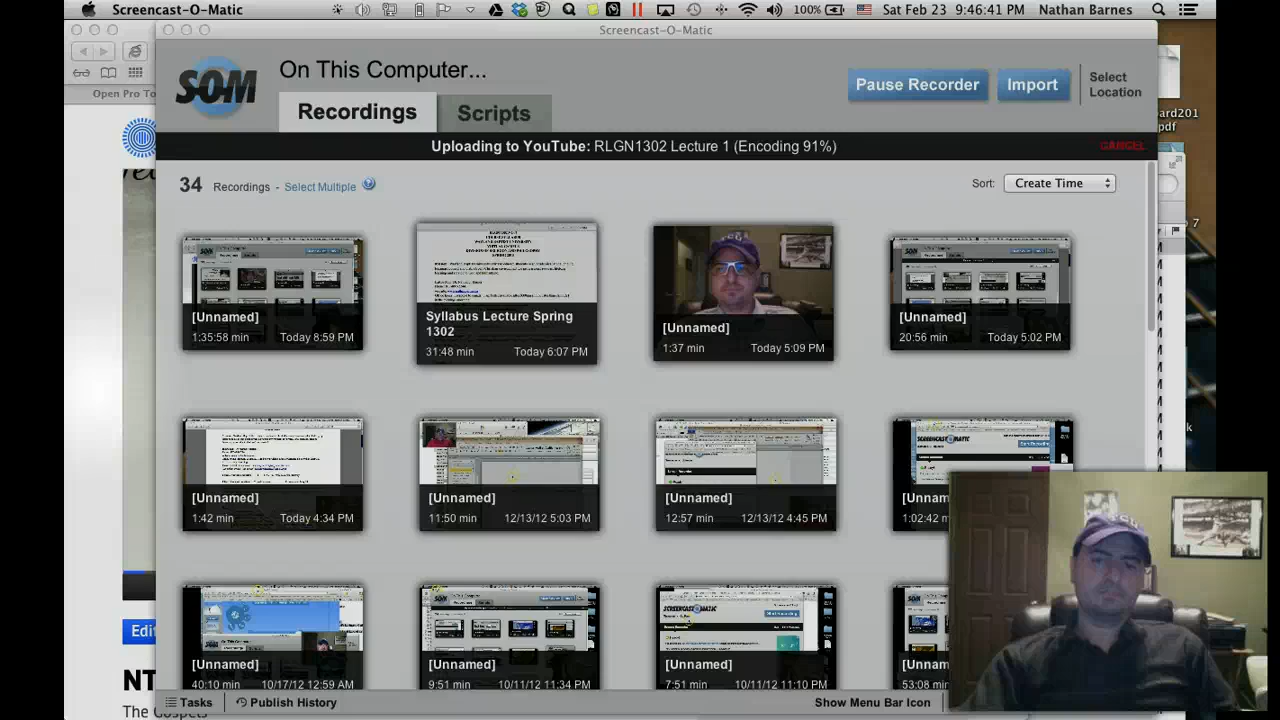 Screencast-O-Matic
100%
Sat Feb 23 9:46:41 PM
Nathan Barnes
Screencast-O-Matic
SOM
On This Computer...
Pause Recorder
Import
Select
Location
Open Pro To
Recordings
Scripts
ard201
pdf
Uploading to YouTube: RLGN1302 Lecture 1 (Encoding 91%)
CANCEL
34 Recordings - Select Multiple ?
Sort: Create Time
7
[Unnamed]
1:35:58 min Today 8:59 PM
Syllabus Lecture Spring
1302
31:48 min Today 6:07 PM
[Unnamed]
1:37 min Today 5:09 PM
[Unnamed]
20:56 min Today 5:02 PM
[Unnamed]
1:42 min Today 4:34 PM
[Unnamed]
11:50 min 12/13/12 5:03 PM
[Unnamed]
12:57 min 12/13/12 4:45 PM
[Unnam
1:02:42 m
[Unnamed]
40:10 min 10/17/12 12:59 AM
[Unnamed]
9:51 min 10/11/12 11:34 PM
[Unnamed]
7:51 min 10/11/12 11:10 PM
[Unnam
53:08 min
Edi
NT
The Gospels
Tasks
Publish History
Show Menu Bar Icon